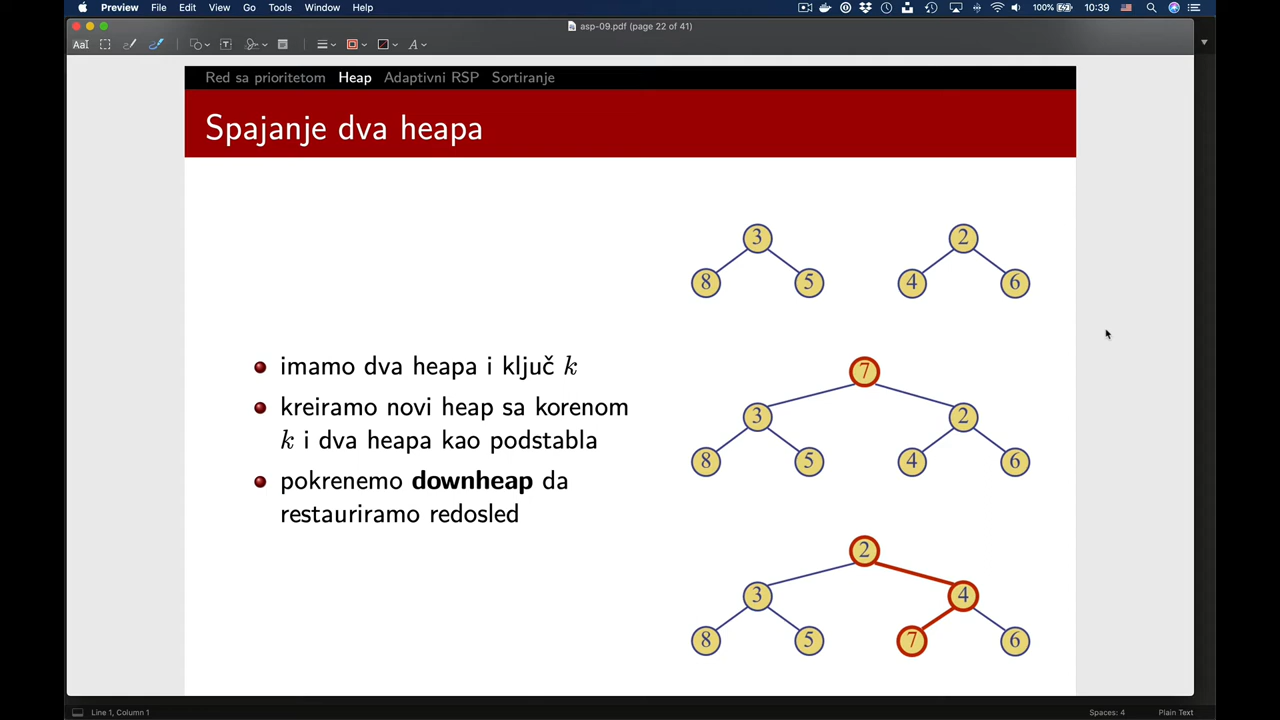 Preview File Edit View Go Tools Window Help 100% Wed 10:39
asp-09.pdf (page 22 of 41)
AaI T A
Red sa prioritetom Heap Adaptivni RSP Sortiranje
Spajanje dva heapa
3 2
8 5 4 6
imamo dva heapa i ključ k
kreiramo novi heap sa korenom
k i dva heapa kao podstabla
pokrenemo downheap da
restauriramo redosled
7
3 2
8 5 4 6
2
3 4
8 5 7 6
Line 1, Column 1 Spaces: 4 Plain Text